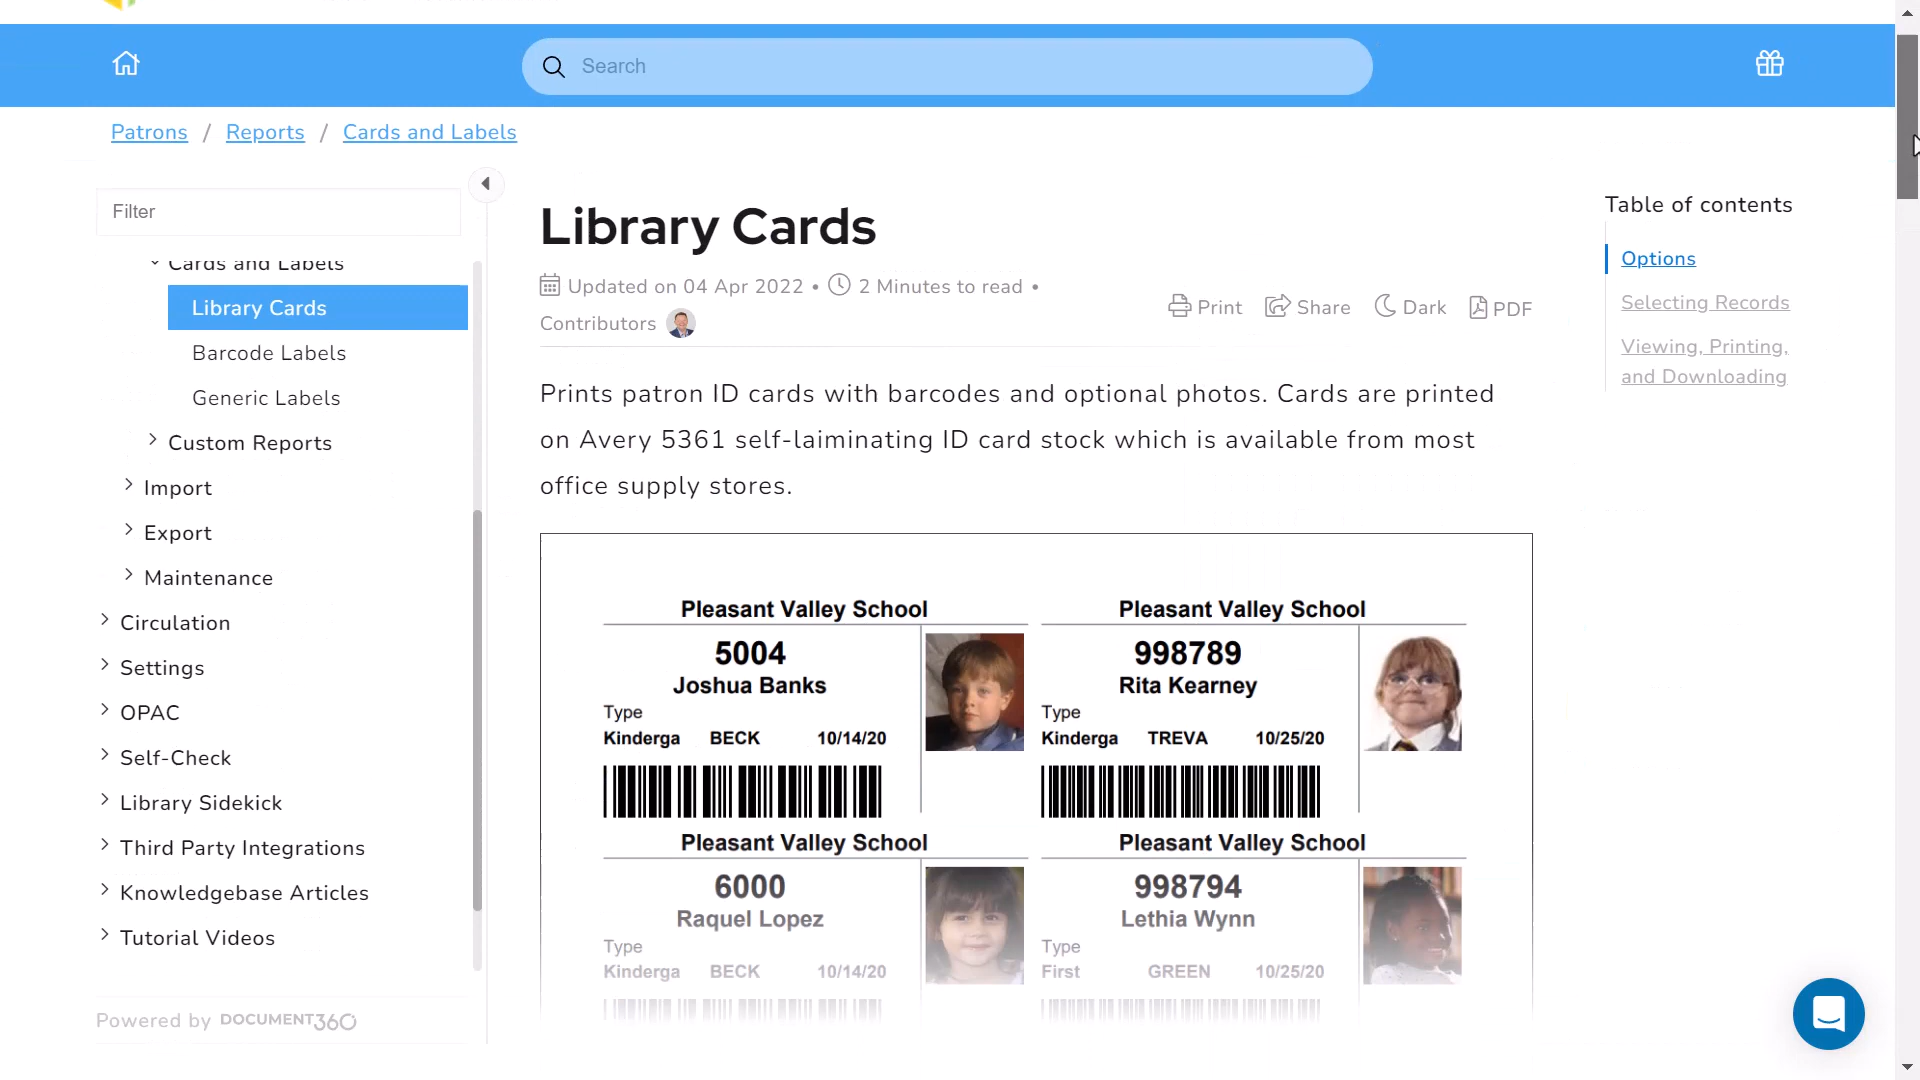 Search
Patrons / Reports / Cards and Labels
Filter
Cards and Labels
Library Cards
Barcode Labels
Generic Labels
Custom Reports
Import
Export
Maintenance
Circulation
Settings
OPAC
Self-Check
Library Sidekick
Third Party Integrations
Knowledgebase Articles
Tutorial Videos
Powered by DOCUMENT360
Library Cards
Updated on 04 Apr 2022 • 2 Minutes to read •
Contributors
Print Share Dark PDF
Prints patron ID cards with barcodes and optional photos. Cards are printed
on Avery 5361 self-laiminating ID card stock which is available from most
office supply stores.
Pleasant Valley School
5004
Joshua Banks
Type
Kinderga BECK 10/14/20
Pleasant Valley School
998789
Rita Kearney
Type
Kinderga TREVA 10/25/20
Pleasant Valley School
6000
Raquel Lopez
Type
Kinderga BECK 10/14/20
Pleasant Valley School
998794
Lethia Wynn
Type
First GREEN 10/25/20
Table of contents
Options
Selecting Records
Viewing, Printing,
and Downloading